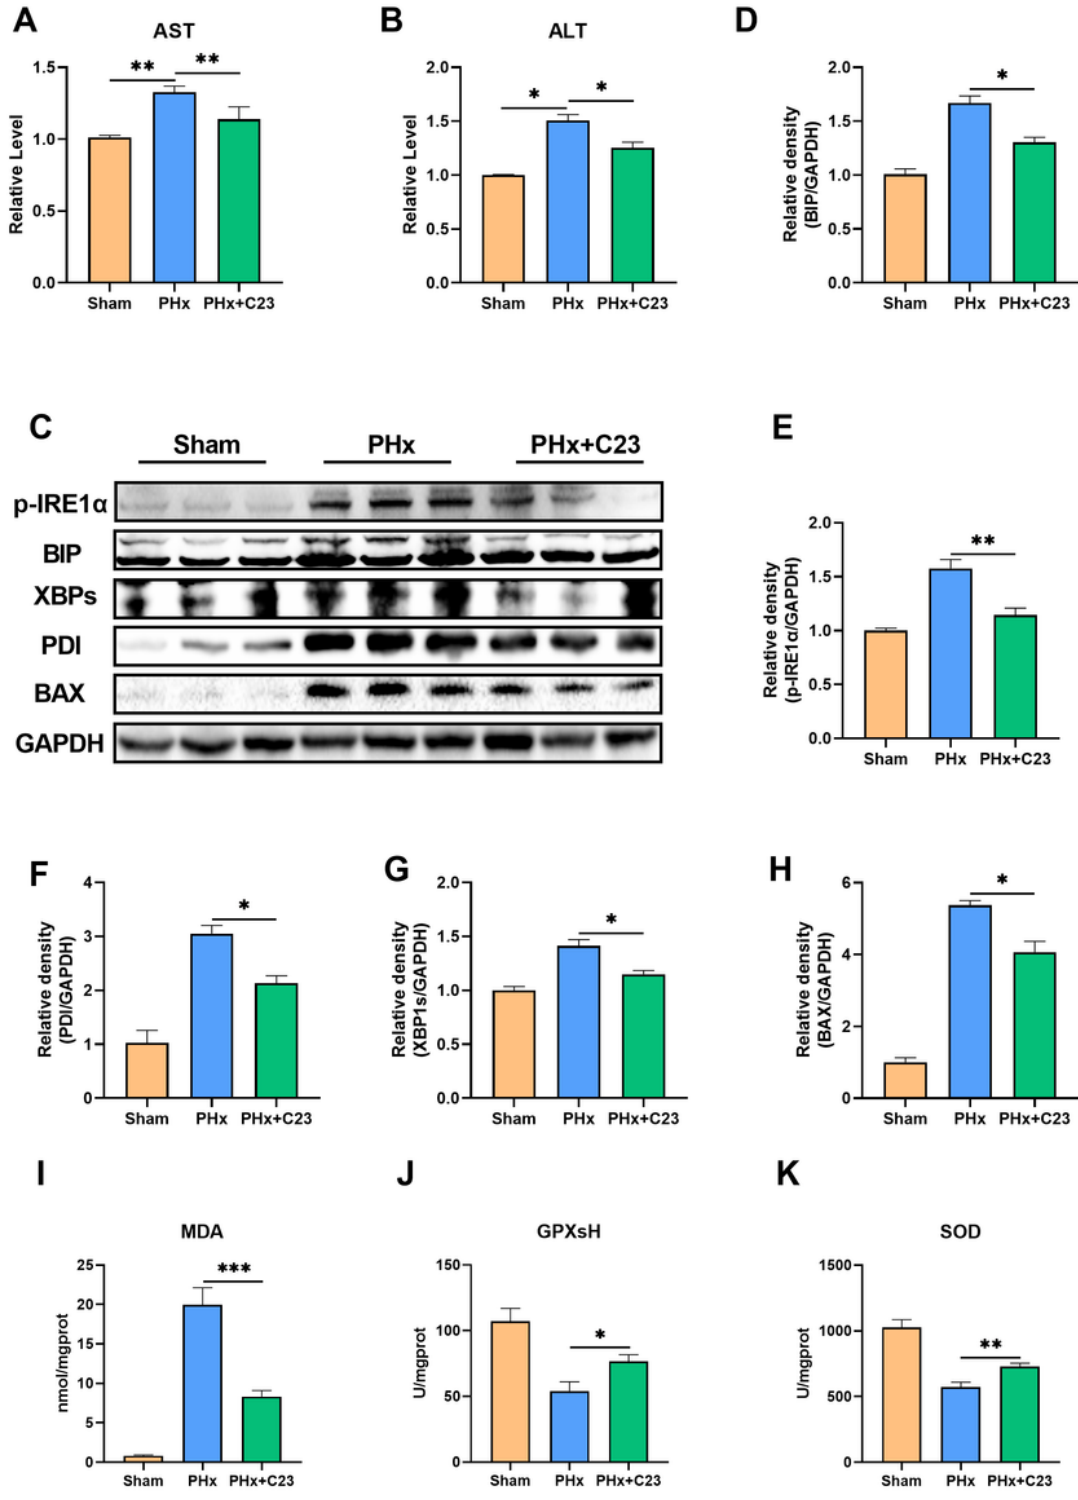 A
AST
**
**
Relative Level
1.5
1.0
0.5
0.0
Sham PHx PHx+C23
B
ALT
*
*
Relative Level
2.0
1.5
1.0
0.5
0.0
Sham PHx PHx+C23
D
*
Relative density
(BIP/GAPDH)
2.0
1.5
1.0
0.5
0.0
Sham PHx PHx+C23
C
Sham PHx PHx+C23
p-IRE1α
BIP
XBPs
PDI
BAX
GAPDH
E
**
Relative density
(p-IRE1α/GAPDH)
2.0
1.5
1.0
0.5
0.0
Sham PHx PHx+C23
F
*
Relative density
(PDI/GAPDH)
4
3
2
1
0
Sham PHx PHx+C23
G
*
Relative density
(XBP1s/GAPDH)
2.0
1.5
1.0
0.5
0.0
Sham PHx PHx+C23
H
*
Relative density
(BAX/GAPDH)
6
4
2
0
Sham PHx PHx+C23
I
MDA
***
nmol/mgprot
25
20
15
10
5
0
Sham PHx PHx+C23
J
GPXsH
*
U/mgprot
150
100
50
0
Sham PHx PHx+C23
K
SOD
**
U/mgprot
1500
1000
500
0
Sham PHx PHx+C23